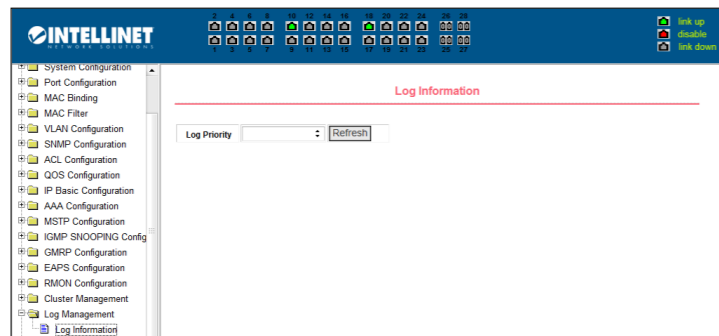 2 4 6 8 10 12 14 16 18 20 22 24 26 28
INTELLINET
NETWORK SOLUTIONS
1 3 5 7 9 11 13 15 17 19 21 23 25 27
link up
disable
link down
System Configuration
Port Configuration
MAC Binding
MAC Filter
VLAN Configuration
SNMP Configuration
ACL Configuration
QOS Configuration
IP Basic Configuration
AAA Configuration
MSTP Configuration
IGMP SNOOPING Config
GMRP Configuration
EAPS Configuration
RMON Configuration
Cluster Management
Log Management
Log Information
Log Information
Log Priority
Refresh